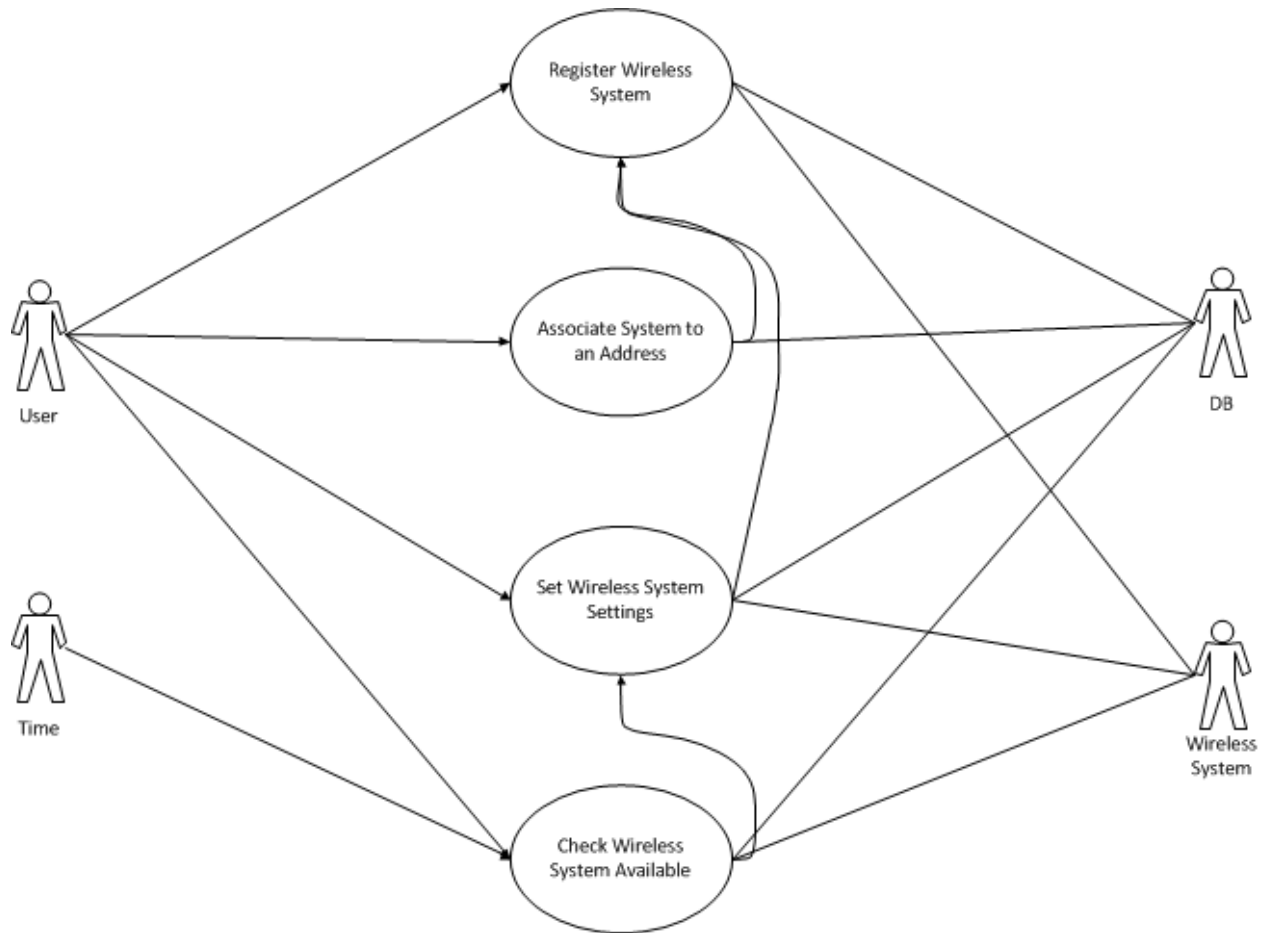 Register Wireless
System
Associate System to
an Address
User
DB
Set Wireless System
Settings
Time
Wireless
System
Check Wireless
System Available